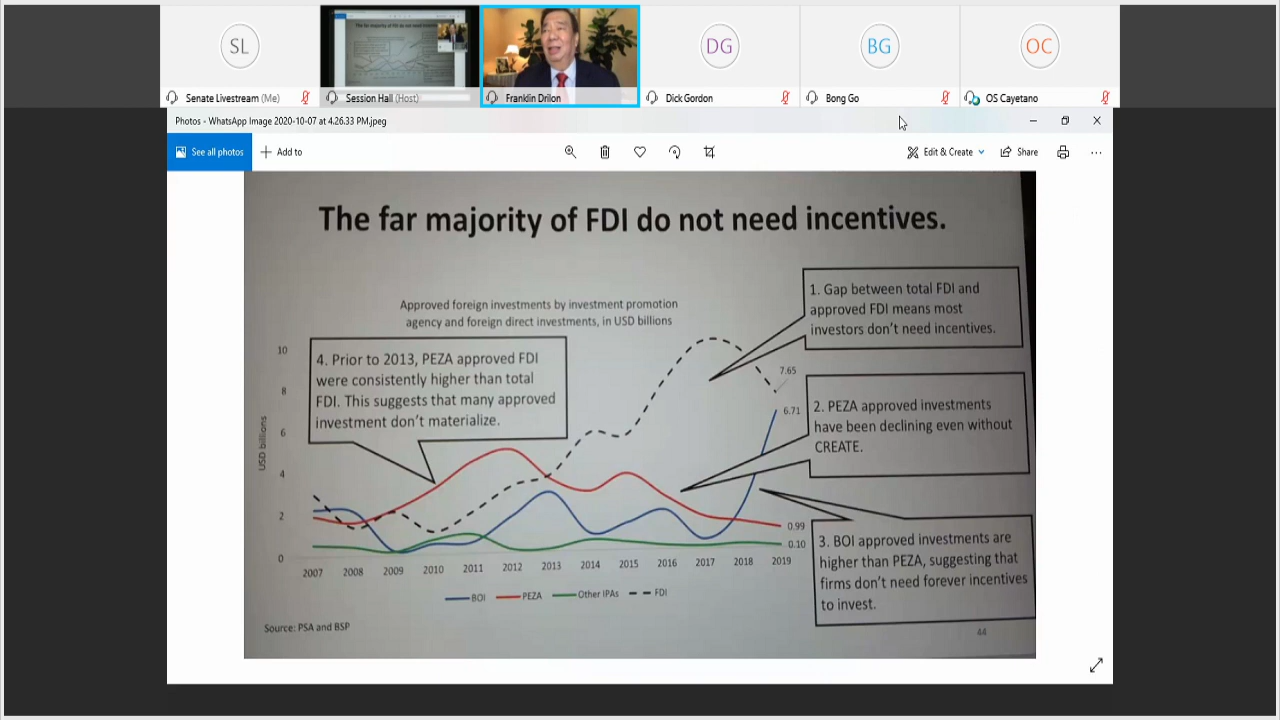 SL
DG
BG
OC
Senate Livestream (Me)
Session Hall (Host)
Franklin Drilon
Dick Gordon
Bong Go
OS Cayetano
Photos - WhatsApp Image 2020-10-07 at 4.26.33 PM.jpeg
See all photos
Add to
Edit & Create
Share
The far majority of FDI do not need incentives.
Approved foreign investments by investment promotion
agency and foreign direct investments, in USD billions
1. Gap between total FDI and
approved FDI means most
investors don't need incentives.
4. Prior to 2013, PEZA approved FDI
were consistently higher than total
FDI. This suggests that many approved
investment don't materialize.
2. PEZA approved investments
have been declining even without
CREATE.
3. BOI approved investments are
higher than PEZA, suggesting that
firms don't need forever incentives
to invest.
USD billions
10
8
6
4
2
0
7.65
6.71
0.99
0.10
2007 2008 2009 2010 2011 2012 2013 2014 2015 2016 2017 2018 2019
BOI PEZA Other IPAs FDI
Source: PSA and BSP
44